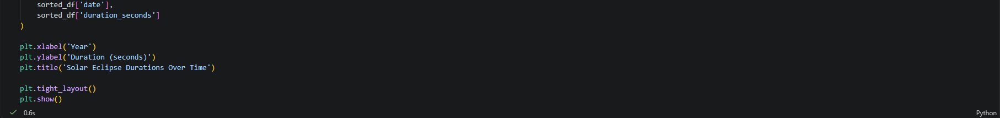 sorted_df['date'],
    sorted_df['duration_seconds']
)

plt.xlabel('Year')
plt.ylabel('Duration (seconds)')
plt.title('Solar Eclipse Durations Over Time')

plt.tight_layout()
plt.show()
0.6s
Python